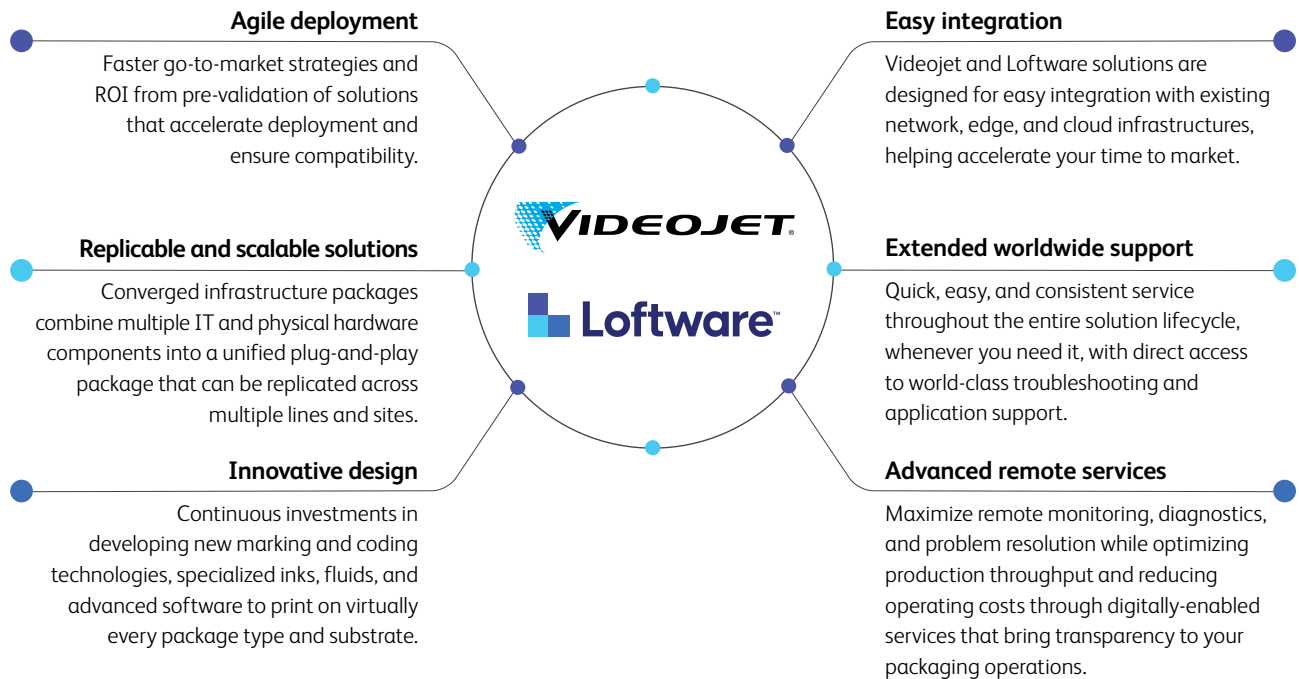 Agile deployment
Faster go-to-market strategies and
ROI from pre-validation of solutions
that accelerate deployment and
ensure compatibility.
Replicable and scalable solutions
Converged infrastructure packages
combine multiple IT and physical hardware
components into a unified plug-and-play
package that can be replicated across
multiple lines and sites.
Innovative design
Continuous investments in
developing new marking and coding
technologies, specialized inks, fluids, and
advanced software to print on virtually
every package type and substrate.
VIDEOJET®
Loftware™
Easy integration
Videojet and Loftware solutions are
designed for easy integration with existing
network, edge, and cloud infrastructures,
helping accelerate your time to market.
Extended worldwide support
Quick, easy, and consistent service
throughout the entire solution lifecycle,
whenever you need it, with direct access
to world-class troubleshooting and
application support.
Advanced remote services
Maximize remote monitoring, diagnostics,
and problem resolution while optimizing
production throughput and reducing
operating costs through digitally-enabled
services that bring transparency to your
packaging operations.